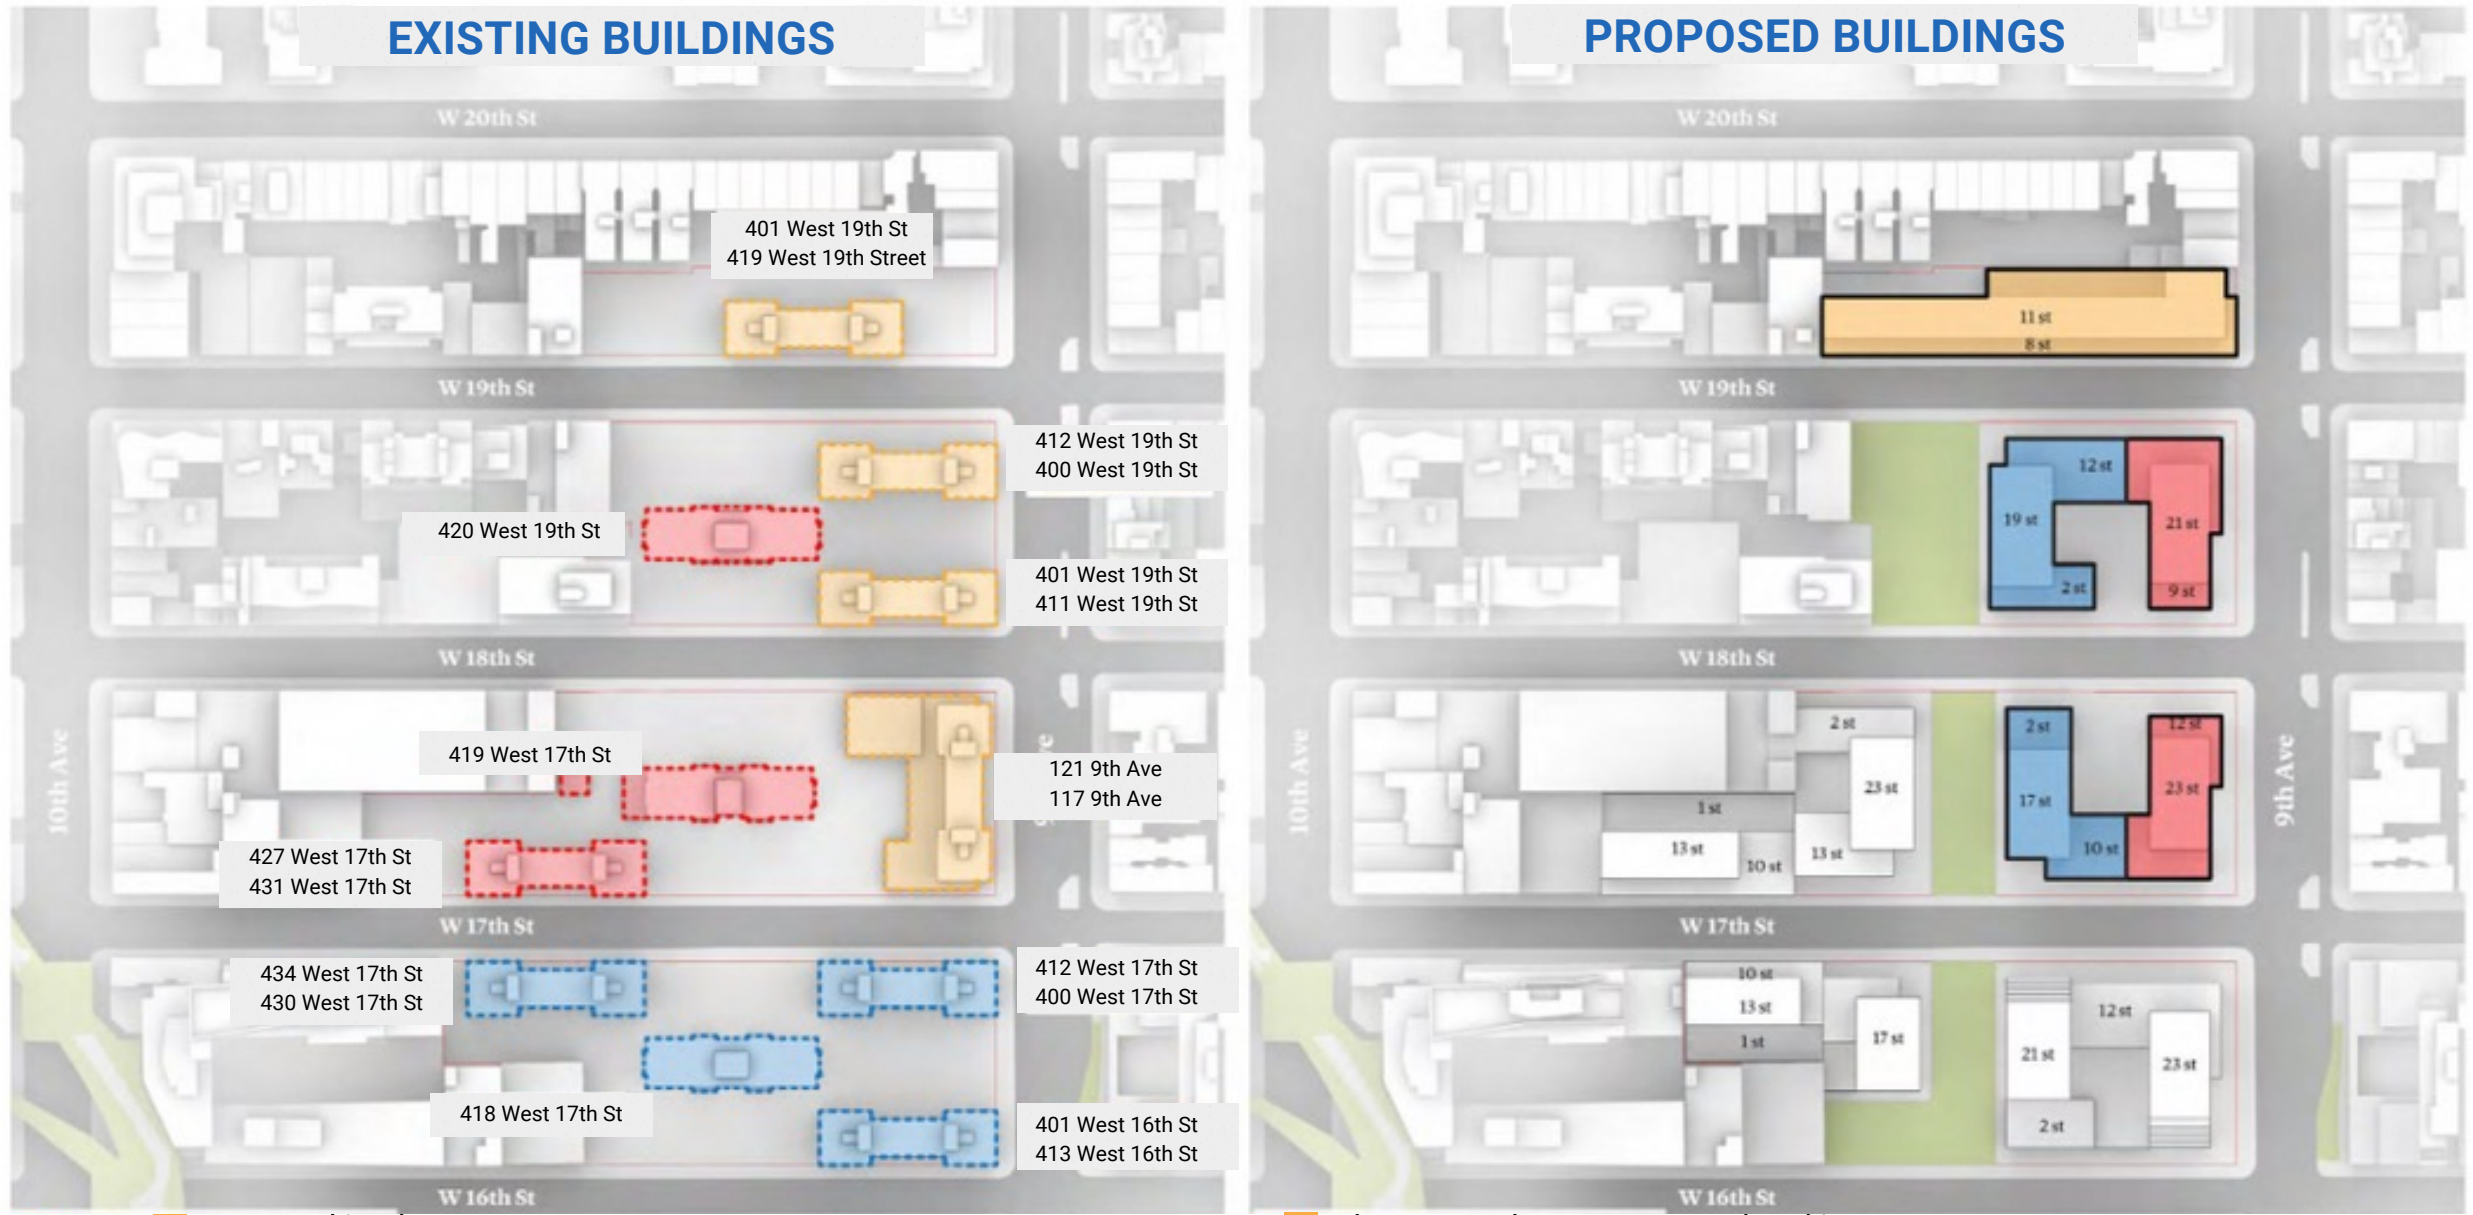 EXISTING BUILDINGS
W 20th St
401 West 19th St
419 West 19th Street
W 19th St
412 West 19th St
400 West 19th St
420 West 19th St
401 West 19th St
411 West 19th St
W 18th St
10th Ave
419 West 17th St
121 9th Ave
117 9th Ave
427 West 17th St
431 West 17th St
W 17th St
434 West 17th St
430 West 17th St
412 West 17th St
400 West 17th St
418 West 17th St
401 West 16th St
413 West 16th St
W 16th St
PROPOSED BUILDINGS
W 20th St
11 st
8 st
W 19th St
12 st
19 st
21 st
2 st
9 st
W 18th St
10th Ave
2 st
23 st
1 st
13 st
10 st
13 st
2 st
12 st
17 st
23 st
10 st
9th Ave
W 17th St
10 st
13 st
1 st
17 st
12 st
21 st
23 st
2 st
W 16th St